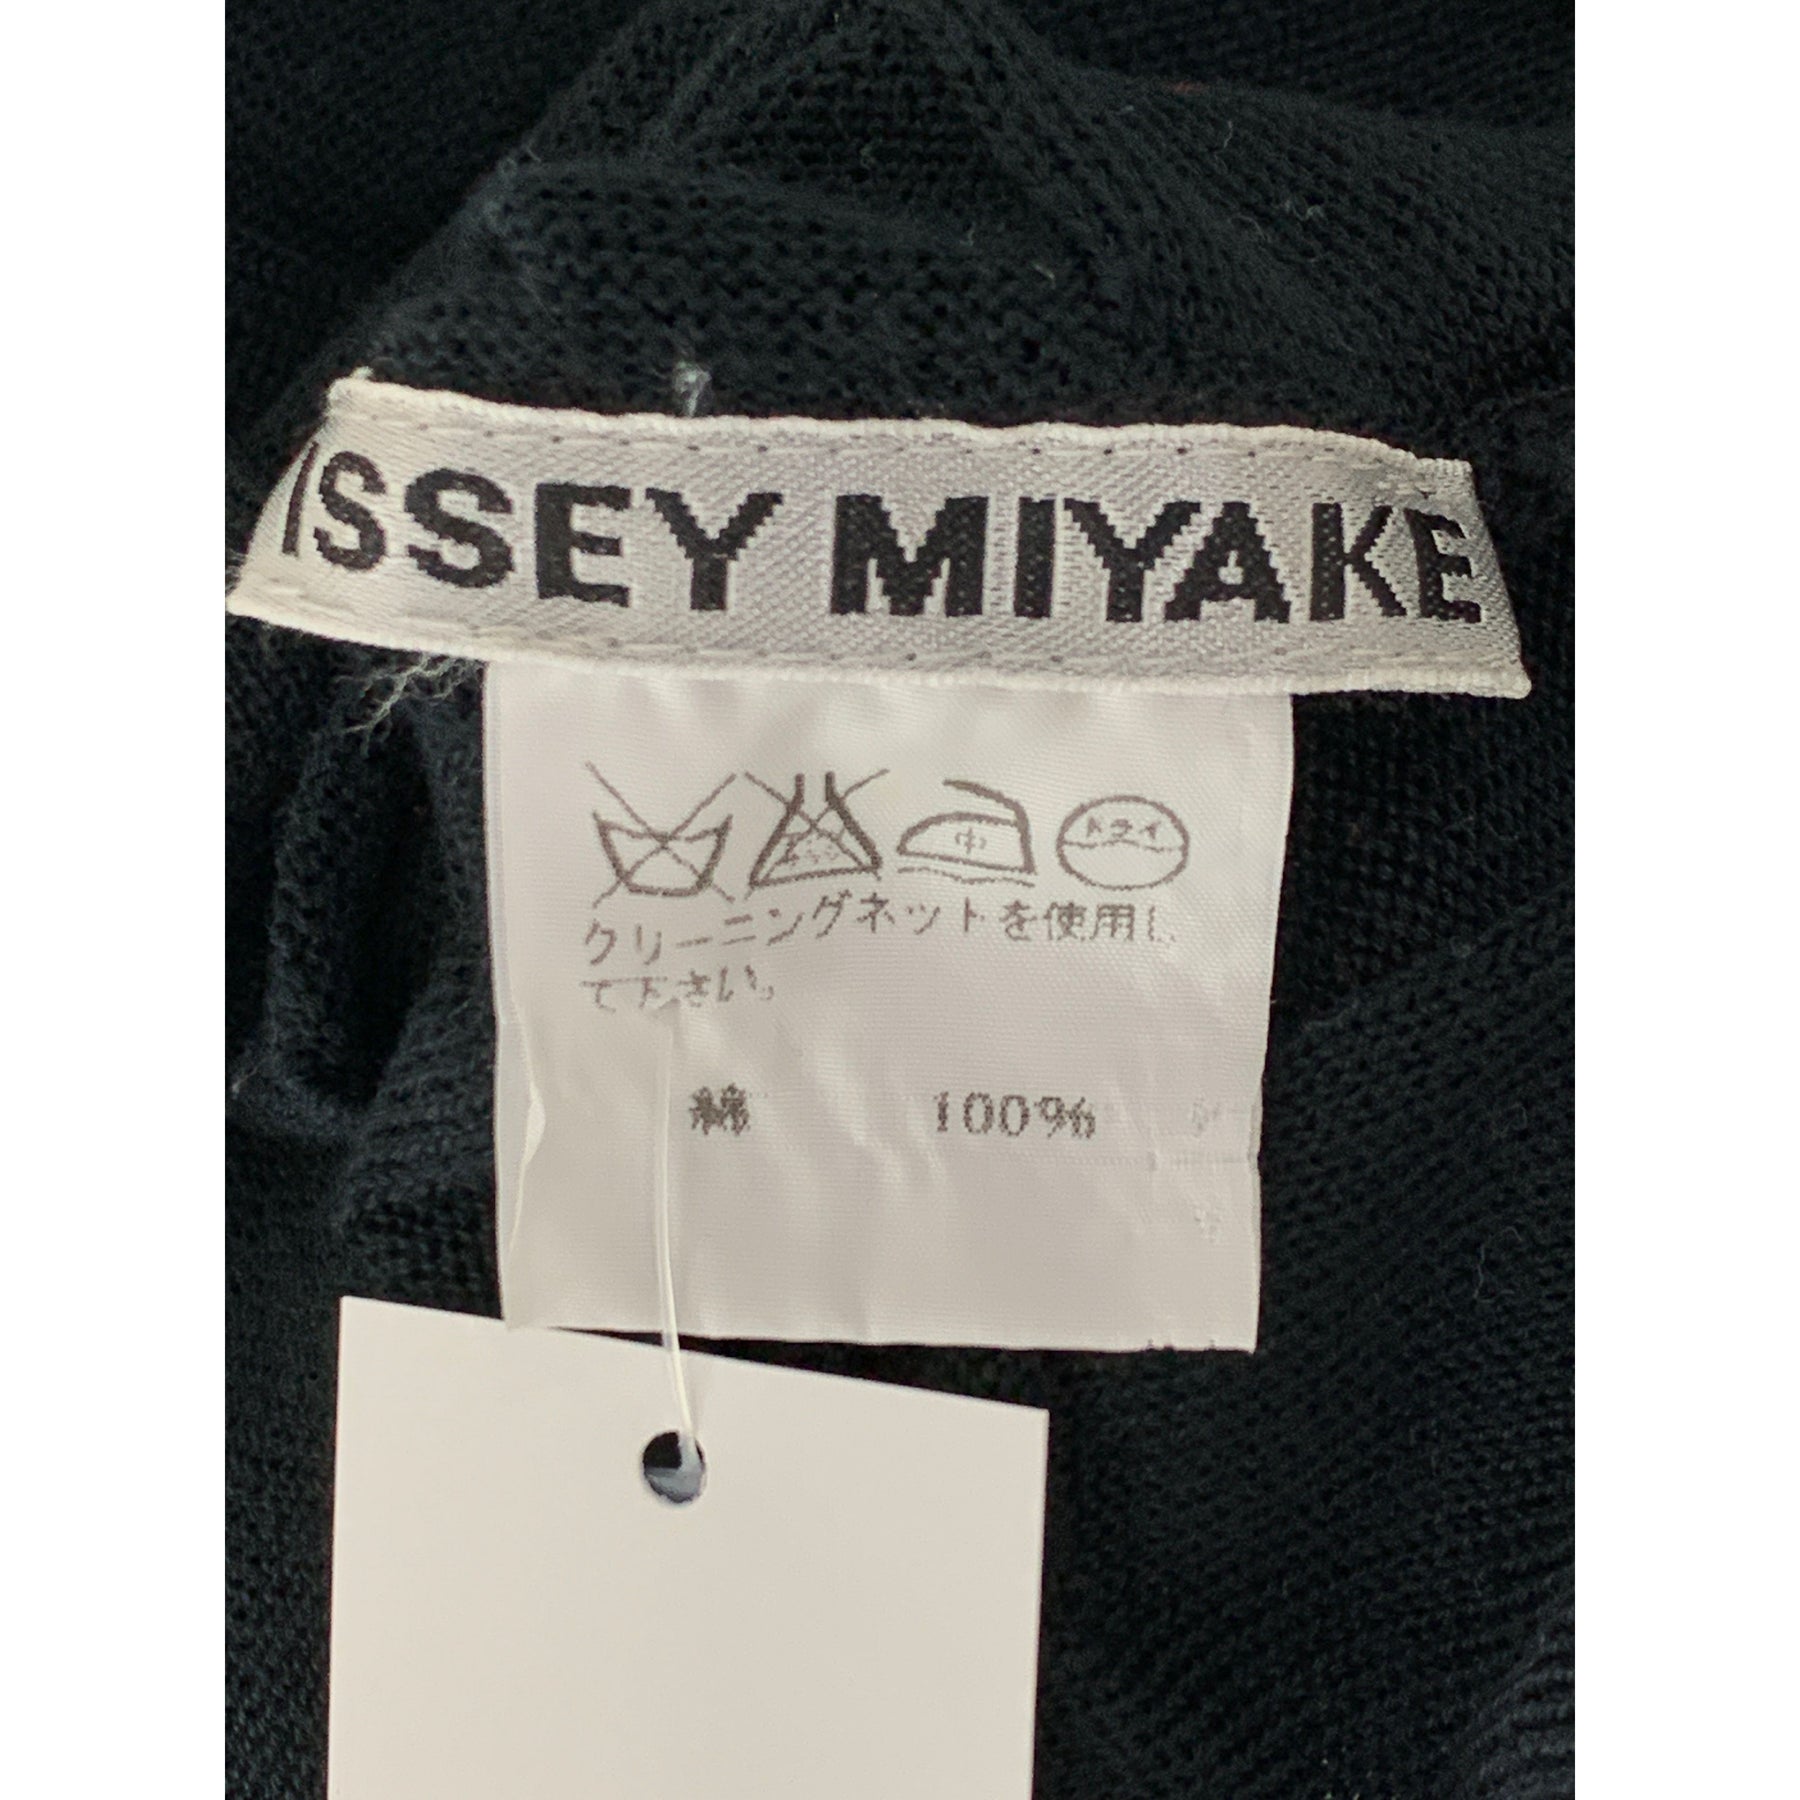 ISSEY MIYAKE
中 ドライ
クリーニングネットを使用し
て下さい。
綿 100%